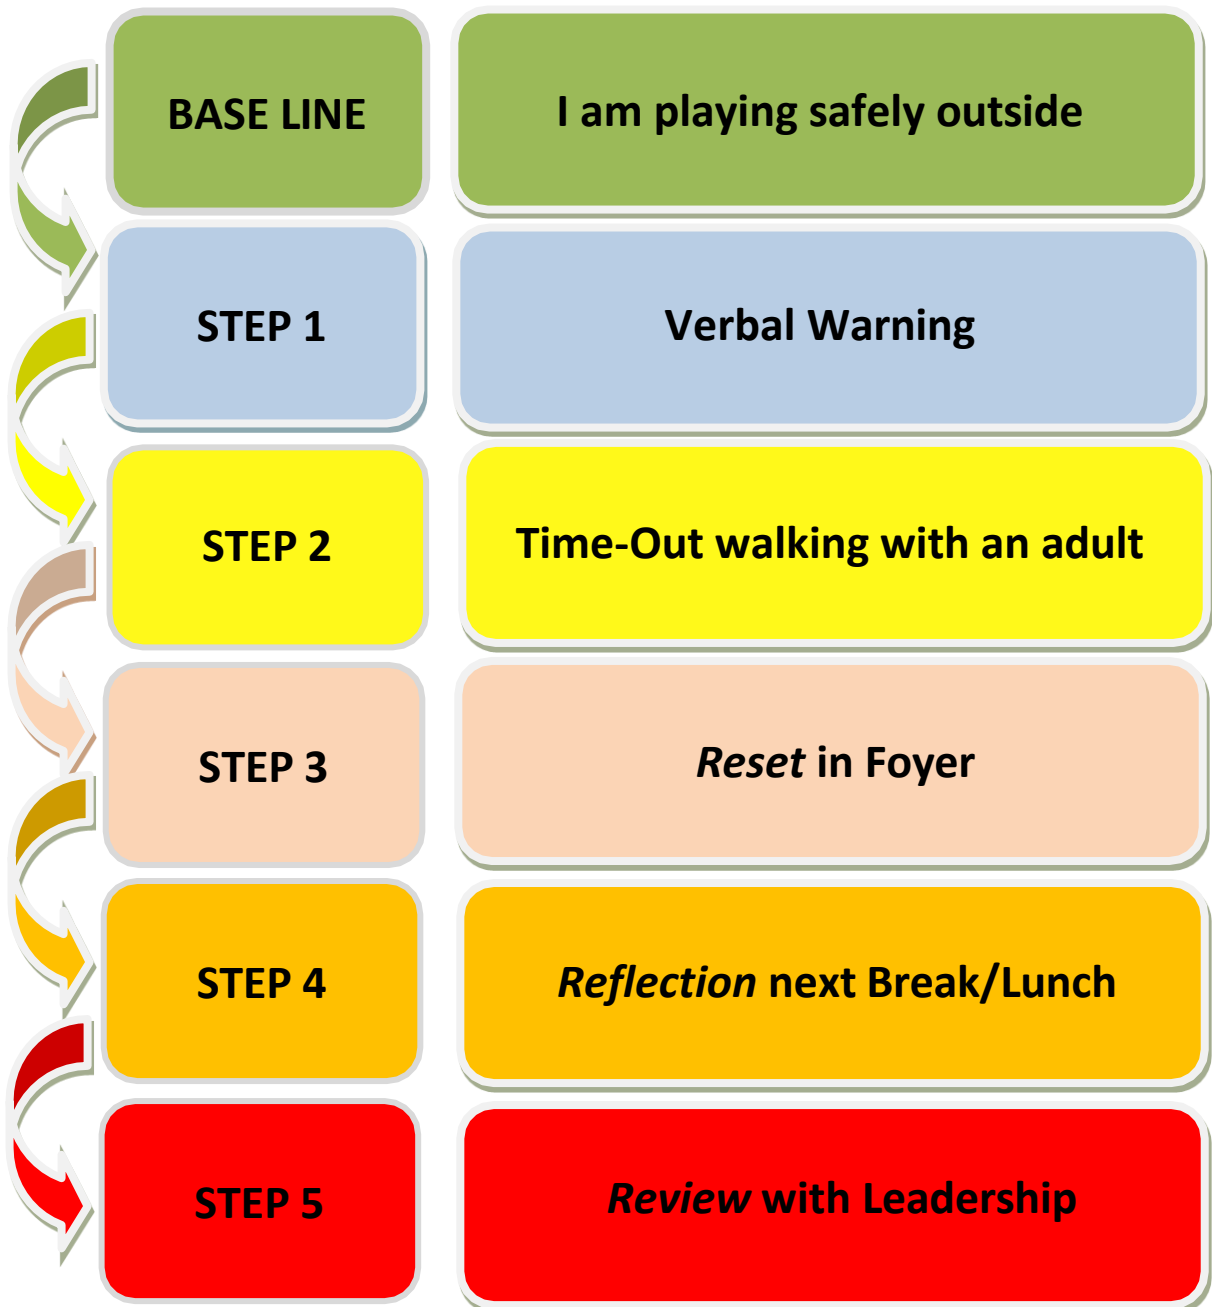 BASE LINE
I am playing safely outside
STEP 1
Verbal Warning
STEP 2
Time-Out walking with an adult
STEP 3
Reset in Foyer
STEP 4
Reflection next Break/Lunch
STEP 5
Review with Leadership